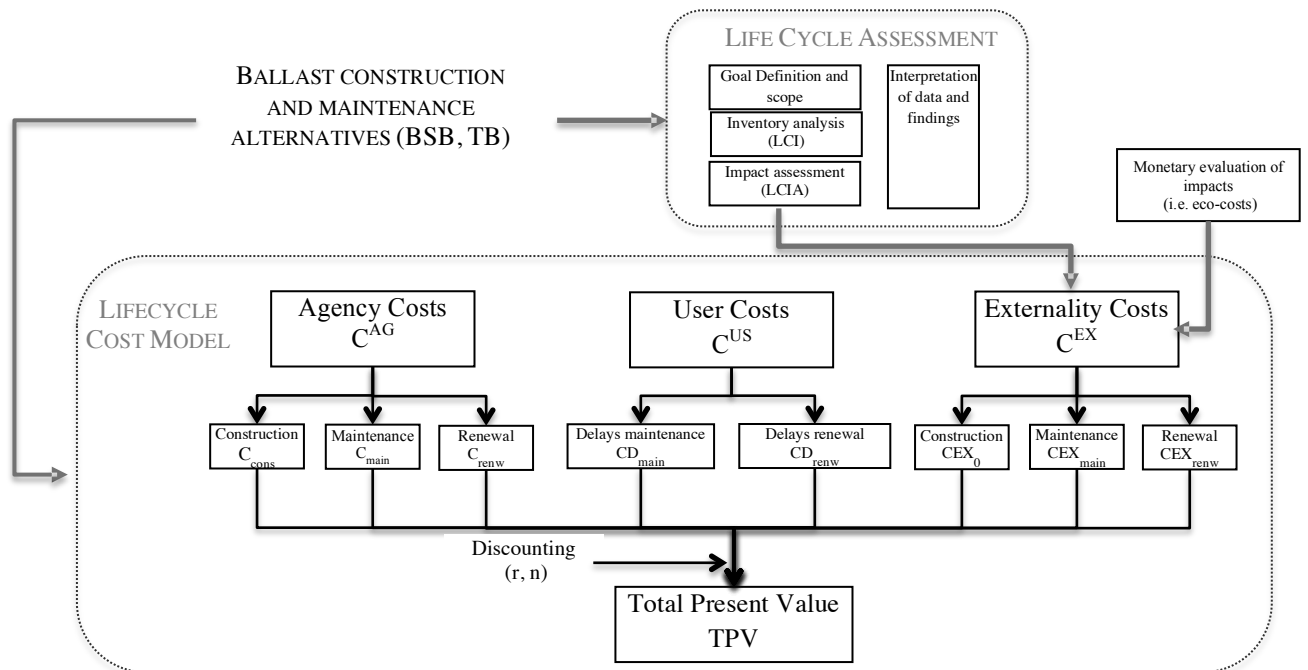 LIFE CYCLE ASSESSMENT
BALLAST CONSTRUCTION
AND MAINTENANCE
ALTERNATIVES (BSB, TB)
Goal Definition and
scope
Inventory analysis
(LCI)
Impact assessment
(LCIA)
Interpretation
of data and
findings
Monetary evaluation of
impacts
(i.e. eco-costs)
LIFECYCLE
COST MODEL
Agency Costs
C^AG
User Costs
C^US
Externality Costs
C^EX
Construction
C_cons
Maintenance
C_main
Renewal
C_renw
Delays maintenance
CD_main
Delays renewal
CD_renw
Construction
CEX_0
Maintenance
CEX_main
Renewal
CEX_renw
Discounting
(r, n)
Total Present Value
TPV